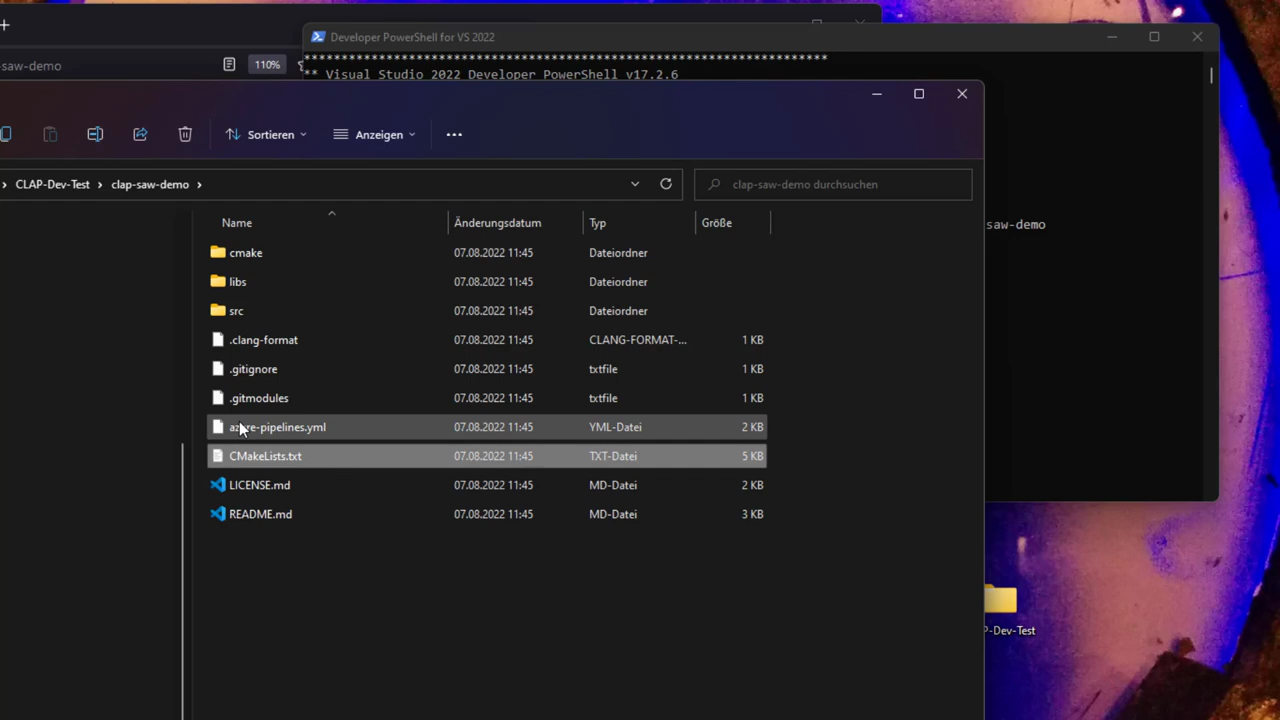 -saw-demo
110%
Developer PowerShell for VS 2022
** Visual Studio 2022 Developer PowerShell v17.2.6
Sortieren
Anzeigen
CLAP-Dev-Test
clap-saw-demo
clap-saw-demo durchsuchen
Name
Änderungsdatum
Typ
Größe
cmake
07.08.2022 11:45
Dateiordner
libs
07.08.2022 11:45
Dateiordner
src
07.08.2022 11:45
Dateiordner
.clang-format
07.08.2022 11:45
CLANG-FORMAT-...
1 KB
.gitignore
07.08.2022 11:45
txtfile
1 KB
.gitmodules
07.08.2022 11:45
txtfile
1 KB
azure-pipelines.yml
07.08.2022 11:45
YML-Datei
2 KB
CMakeLists.txt
07.08.2022 11:45
TXT-Datei
5 KB
LICENSE.md
07.08.2022 11:45
MD-Datei
2 KB
README.md
07.08.2022 11:45
MD-Datei
3 KB
saw-demo
P-Dev-Test